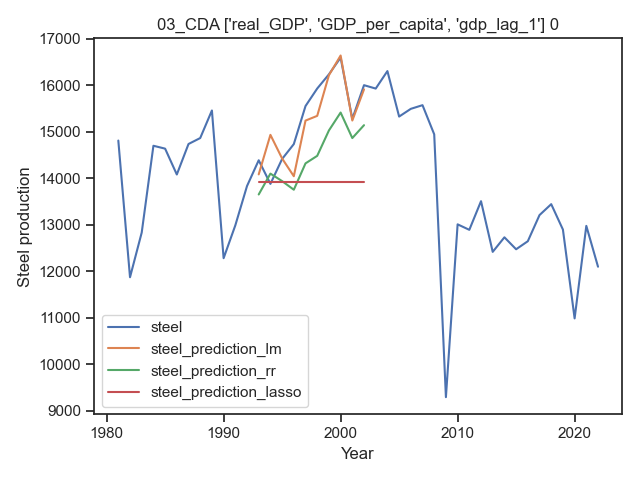 03_CDA ['real_GDP', 'GDP_per_capita', 'gdp_lag_1'] 0
17000
16000
15000
14000
13000
12000
11000
10000
9000
Steel production
steel
steel_prediction_lm
steel_prediction_rr
steel_prediction_lasso
1980
1990
2000
2010
2020
Year